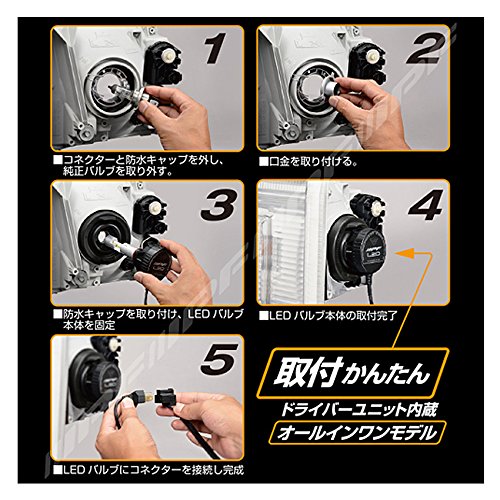 1
■コネクターと防水キャップを外し、
純正バルブを取り外す。
2
■口金を取り付ける。
3
■防水キャップを取り付け、LEDバルブ
本体を固定
4
LED
■LEDバルブ本体の取付完了
5
■LEDバルブにコネクターを接続し完成
取付かんたん
ドライバーユニット内蔵
オールインワンモデル